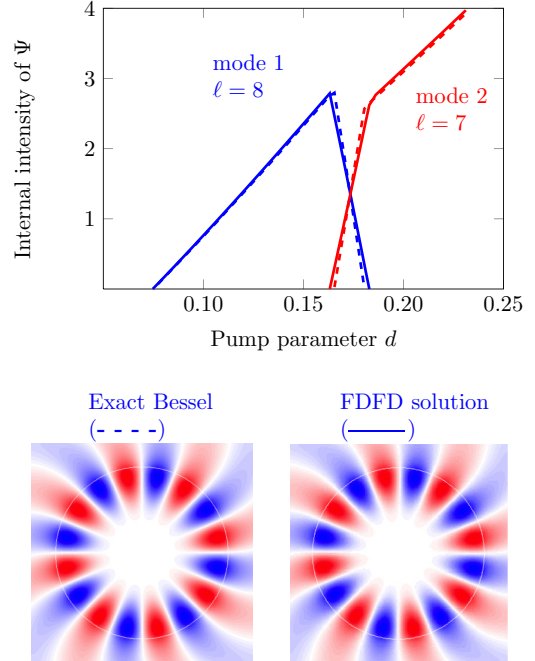 4
3
2
1
Internal intensity of Ψ
mode 1
ℓ = 8
mode 2
ℓ = 7
0.10 0.15 0.20 0.25
Pump parameter d
Exact Bessel
( )
FDFD solution
( )